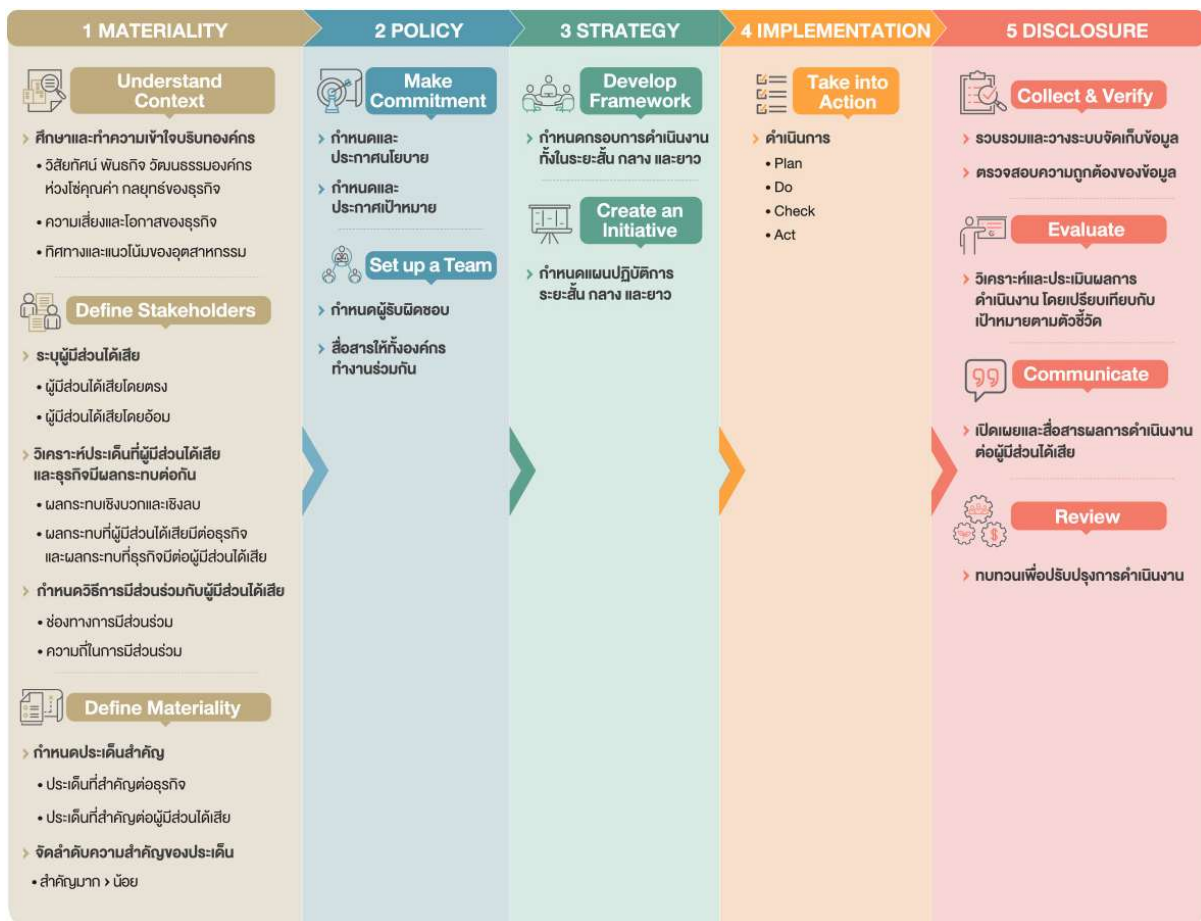 1 MATERIALITY
2 POLICY
3 STRATEGY
4 IMPLEMENTATION
5 DISCLOSURE
Understand
Context
› ศึกษาและทำความเข้าใจบริบทองค์กร
• วิสัยทัศน์ พันธกิจ วัฒนธรรมองค์กร
ห่วงโซ่คุณค่า กลยุทธ์ของธุรกิจ
• ความเสี่ยงและโอกาสของธุรกิจ
• ทิศทางและแนวโน้มของอุตสาหกรรม
Define Stakeholders
› ระบุผู้มีส่วนได้เสีย
• ผู้มีส่วนได้เสียโดยตรง
• ผู้มีส่วนได้เสียโดยอ้อม
› วิเคราะห์ประเด็นที่ผู้มีส่วนได้เสีย
และธุรกิจมีผลกระทบต่อกัน
• ผลกระทบเชิงบวกและเชิงลบ
• ผลกระทบที่ผู้มีส่วนได้เสียมีต่อธุรกิจ
และผลกระทบที่ธุรกิจมีต่อผู้มีส่วนได้เสีย
› กำหนดวิธีการมีส่วนร่วมกับผู้มีส่วนได้เสีย
• ช่องทางการมีส่วนร่วม
• ความถี่ในการมีส่วนร่วม
Define Materiality
› กำหนดประเด็นสำคัญ
• ประเด็นที่สำคัญต่อธุรกิจ
• ประเด็นที่สำคัญต่อผู้มีส่วนได้เสีย
› จัดลำดับความสำคัญของประเด็น
• สำคัญมาก › น้อย
Make
Commitment
› กำหนดและ
ประกาศนโยบาย
› กำหนดและ
ประกาศเป้าหมาย
Set up a Team
› กำหนดผู้รับผิดชอบ
› สื่อสารให้ทั้งองค์กร
ทำงานร่วมกัน
Develop
Framework
› กำหนดกรอบการดำเนินงาน
ทั้งในระยะสั้น กลาง และยาว
Create an
Initiative
› กำหนดแผนปฏิบัติการ
ระยะสั้น กลาง และยาว
Take into
Action
› ดำเนินการ
• Plan
• Do
• Check
• Act
Collect & Verify
› รวบรวมและวางระบบจัดเก็บข้อมูล
› ตรวจสอบความถูกต้องของข้อมูล
Evaluate
› วิเคราะห์และประเมินผลการ
ดำเนินงาน โดยเปรียบเทียบกับ
เป้าหมายตามตัวชี้วัด
Communicate
› เปิดเผยและสื่อสารผลการดำเนินงาน
ต่อผู้มีส่วนได้เสีย
Review
› ทบทวนเพื่อปรับปรุงการดำเนินงาน